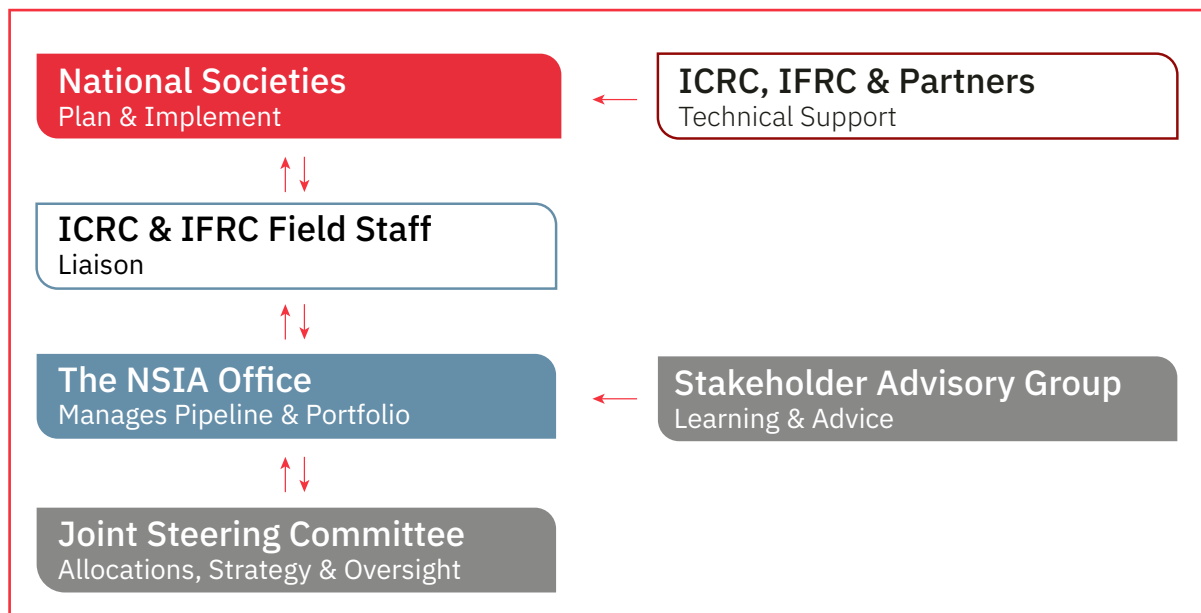 National Societies
Plan & Implement
ICRC, IFRC & Partners
Technical Support
ICRC & IFRC Field Staff
Liaison
The NSIA Office
Manages Pipeline & Portfolio
Stakeholder Advisory Group
Learning & Advice
Joint Steering Committee
Allocations, Strategy & Oversight